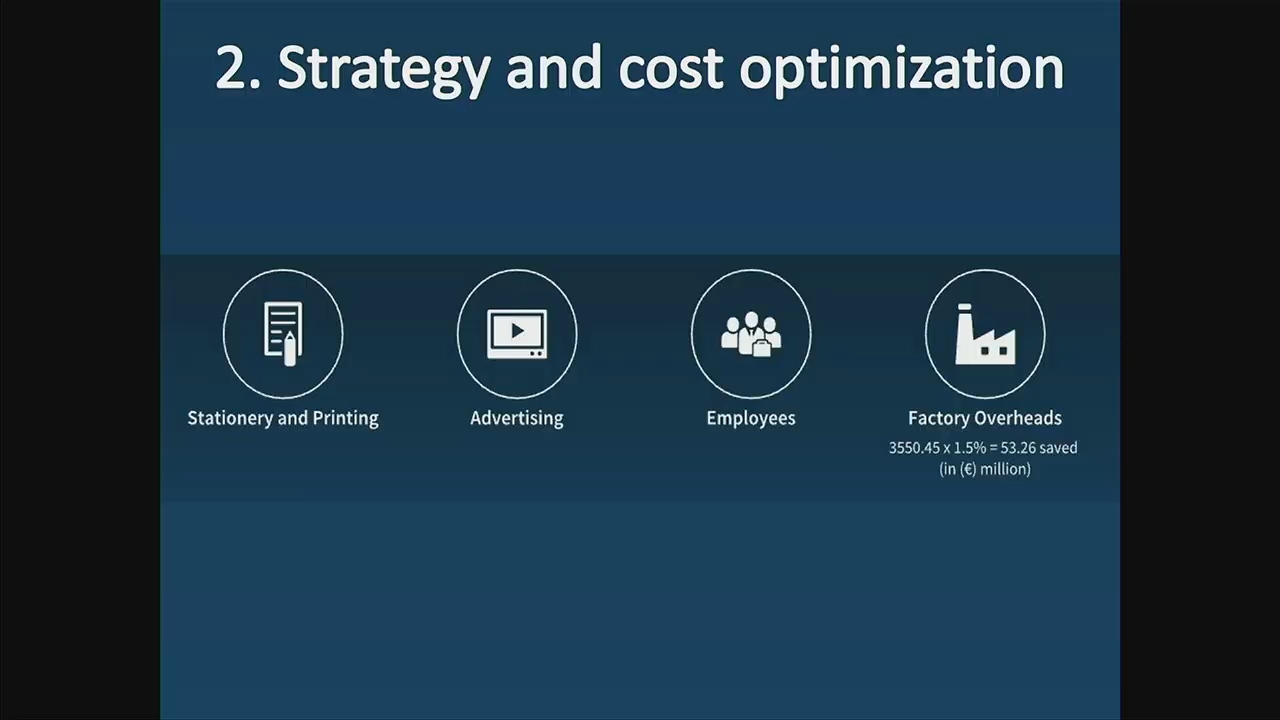 2. Strategy and cost optimization
Stationery and Printing
Advertising
Employees
Factory Overheads
3550.45 x 1.5% = 53.26 saved
(in (€) million)